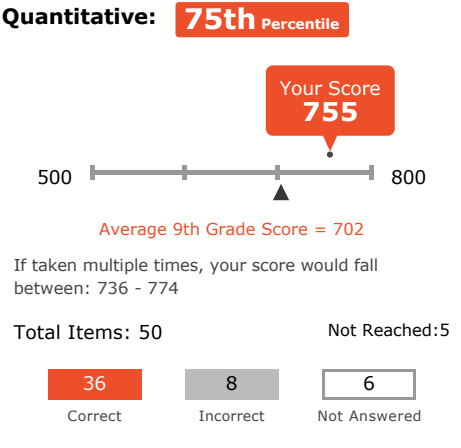 Quantitative: 75th Percentile
Your Score
755
500 800
Average 9th Grade Score = 702
If taken multiple times, your score would fall
between: 736 - 774
Total Items: 50 Not Reached:5
36 8 6
Correct Incorrect Not Answered